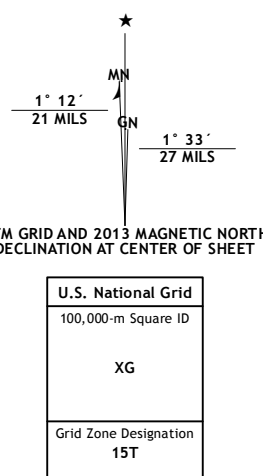 ★
MN
1° 12´
21 MILS
GN
1° 33´
27 MILS
TM GRID AND 2013 MAGNETIC NORTH
DECLINATION AT CENTER OF SHEET
U.S. National Grid
100,000-m Square ID
XG
Grid Zone Designation
15T